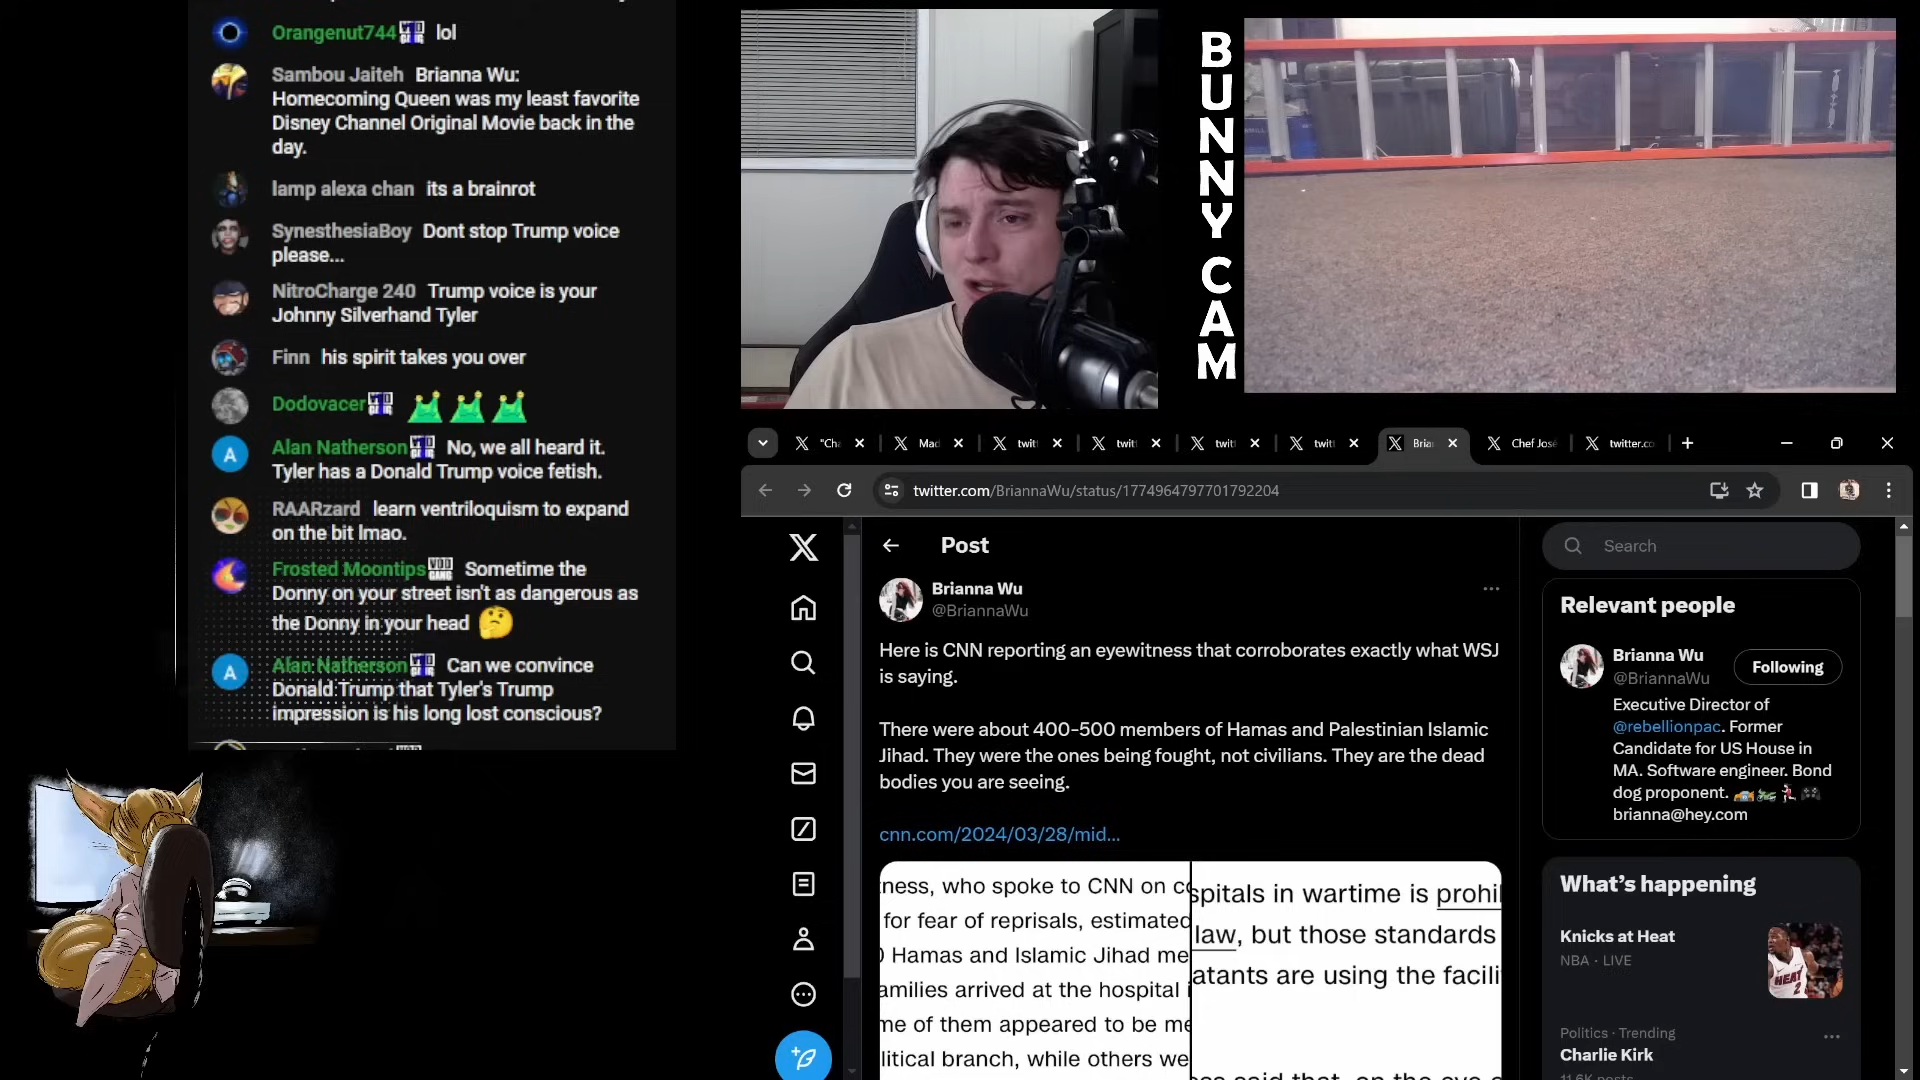 Orangenut744 lol
Sambou Jaiteh Brianna Wu:
Homecoming Queen was my least favorite
Disney Channel Original Movie back in the
day.
lamp alexa chan its a brainrot
SynesthesiaBoy Dont stop Trump voice
please...
NitroCharge 240 Trump voice is your
Johnny Silverhand Tyler
Finn his spirit takes you over
Dodovacer
A
Alan Natherson No, we all heard it.
Tyler has a Donald Trump voice fetish.
RAARzard learn ventriloquism to expand
on the bit lmao.
Frosted Moontips Sometime the
Donny on your street isn't as dangerous as
the Donny in your head
A
Alan Natherson Can we convince
Donald Trump that Tyler's Trump
impression is his long lost conscious?
BUNNY CAM
"Cha
Mad
twit
twit
twit
twit
Bria
Chef José
twitter.co
twitter.com/BriannaWu/status/1774964797701792204
Post
Brianna Wu
@BriannaWu
Here is CNN reporting an eyewitness that corroborates exactly what WSJ
is saying.
There were about 400-500 members of Hamas and Palestinian Islamic
Jihad. They were the ones being fought, not civilians. They are the dead
bodies you are seeing.
cnn.com/2024/03/28/mid...
ness, who spoke to CNN on c
for fear of reprisals, estimated
Hamas and Islamic Jihad me
amilies arrived at the hospital
me of them appeared to be me
litical branch, while others we
spitals in wartime is prohi
law, but those standards
atants are using the facili
Search
Relevant people
Brianna Wu
@BriannaWu
Following
Executive Director of
@rebellionpac. Former
Candidate for US House in
MA. Software engineer. Bond
dog proponent.
brianna@hey.com
What's happening
Knicks at Heat
NBA · LIVE
HEAT
2
Politics · Trending
Charlie Kirk